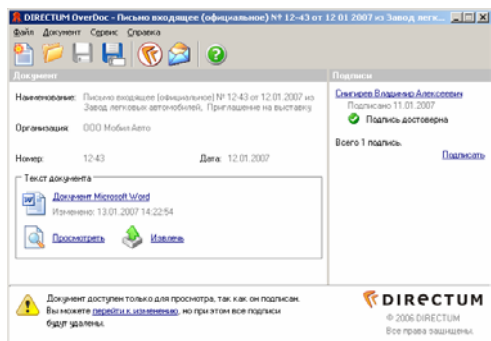 DIRECTUM OverDoc - Письмо входящее (официальное) № 12-43 от 12 01 2007 из Завод легк...
Файл Документ Сервис Справка
Документ
Подписи
Наименование: Письмо входящее (официальное) № 12-43 от 12.01.2007 из
Завод легковых автомобилей, Приглашение на выставку
Снигирев Владимир Алексеевич
Подписано 11.01.2007
Подпись достоверна
Организация: ООО Мобил Авто
Всего 1 подпись.
Подписать
Номер: 12-43 Дата: 12.01.2007
Текст документа
Документ Microsoft Word
Изменено: 13.01.2007 14:22:54
Просмотреть Извлечь
Документ доступен только для просмотра, так как он подписан.
Вы можете перейти к изменению, но при этом все подписи
будут удалены.
DIRECTUM
© 2006 DIRECTUM
Все права защищены.